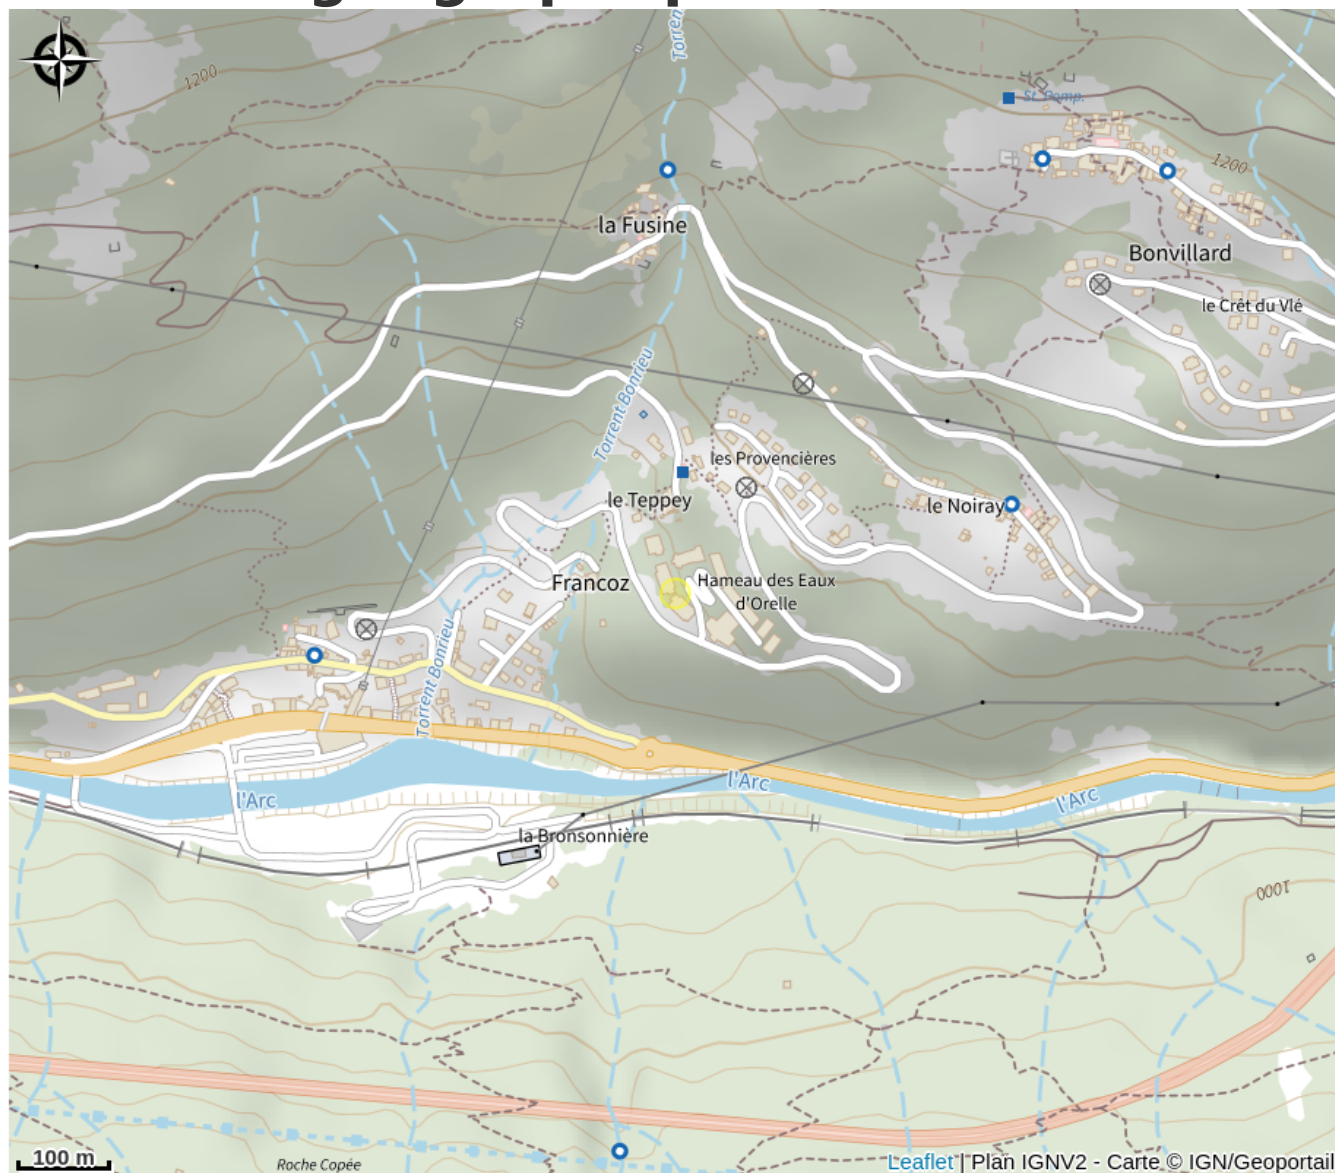 Torren
1200
St. Pomp.
1200
la Fusine
Bonvillard
le Crêt du Vlé
Torrent Bonrieu
les Provencières
le Teppey
le Noiray
Francoz
Hameau des Eaux
d'Orelle
Torrent Bonrieu
l'Arc
l'Arc
l'Arc
la Bronsonnière
1000
100 m
Roche Copée
Leaflet | Plan IGNV2 - Carte © IGN/Geoportail